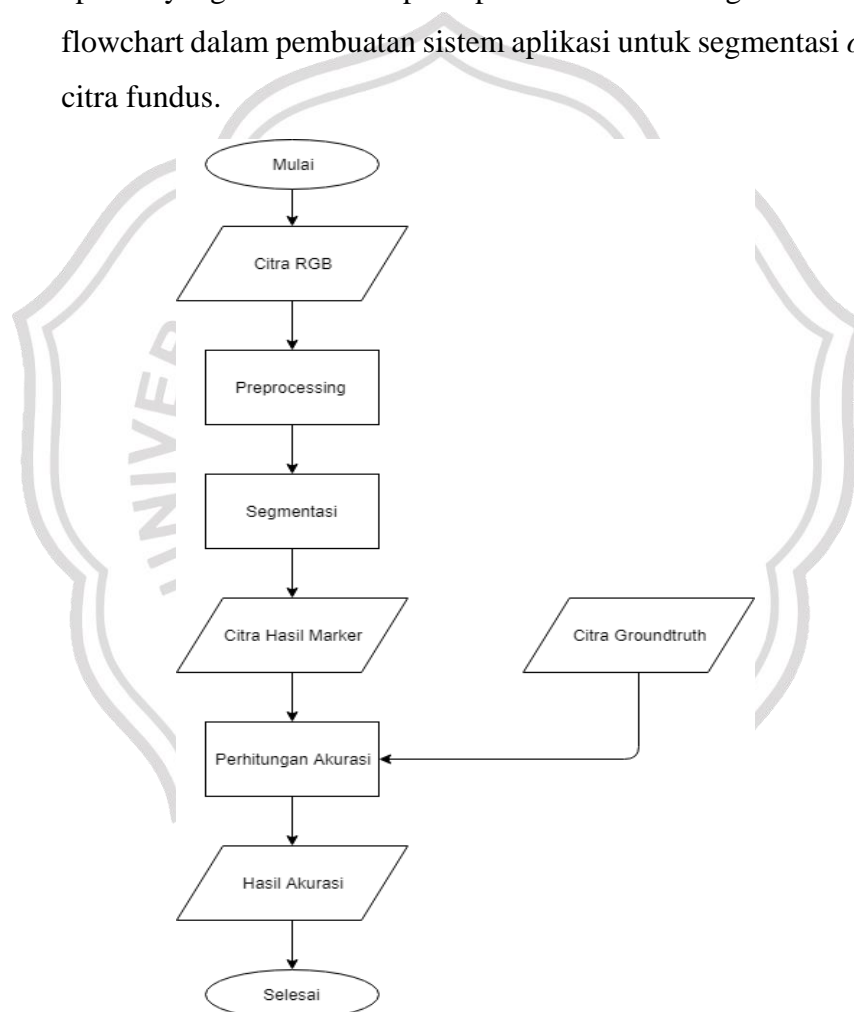 flowchart dalam pembuatan sistem aplikasi untuk segmentasi
citra fundus.
Mulai
Citra RGB
Preprocessing
Segmentasi
Citra Hasil Marker
Citra Groundtruth
Perhitungan Akurasi
Hasil Akurasi
Selesai